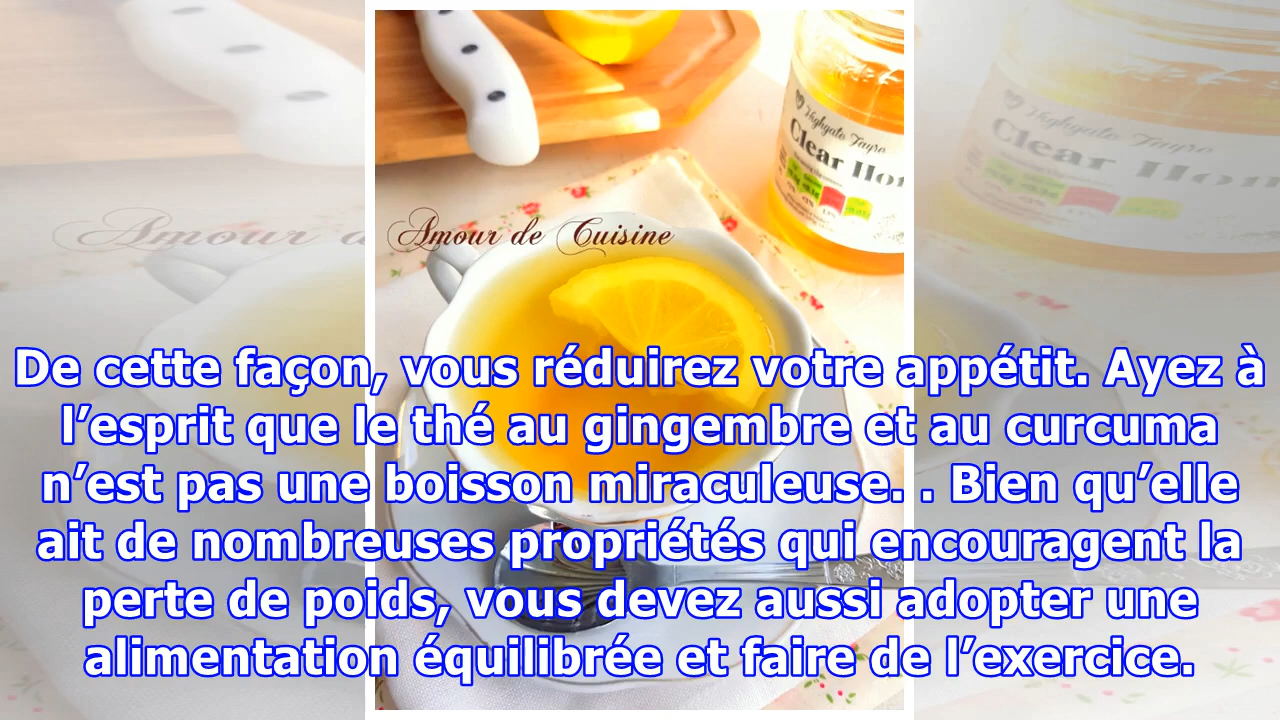 Highgate Fayre
Clear Hon
Amour de Cuisine
De cette façon, vous réduirez votre appétit. Ayez à
l’esprit que le thé au gingembre et au curcuma
n’est pas une boisson miraculeuse. . Bien qu’elle
ait de nombreuses propriétés qui encouragent la
perte de poids, vous devez aussi adopter une
alimentation équilibrée et faire de l’exercice.